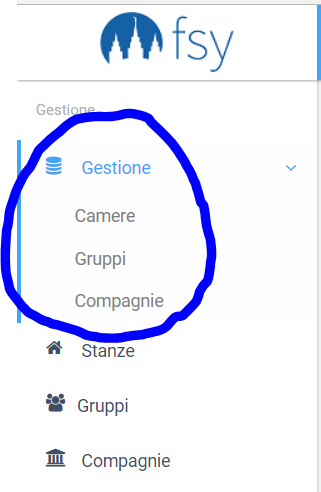 fsy
Gestione
Gestione
Camere
Gruppi
Compagnie
Stanze
Gruppi
Compagnie